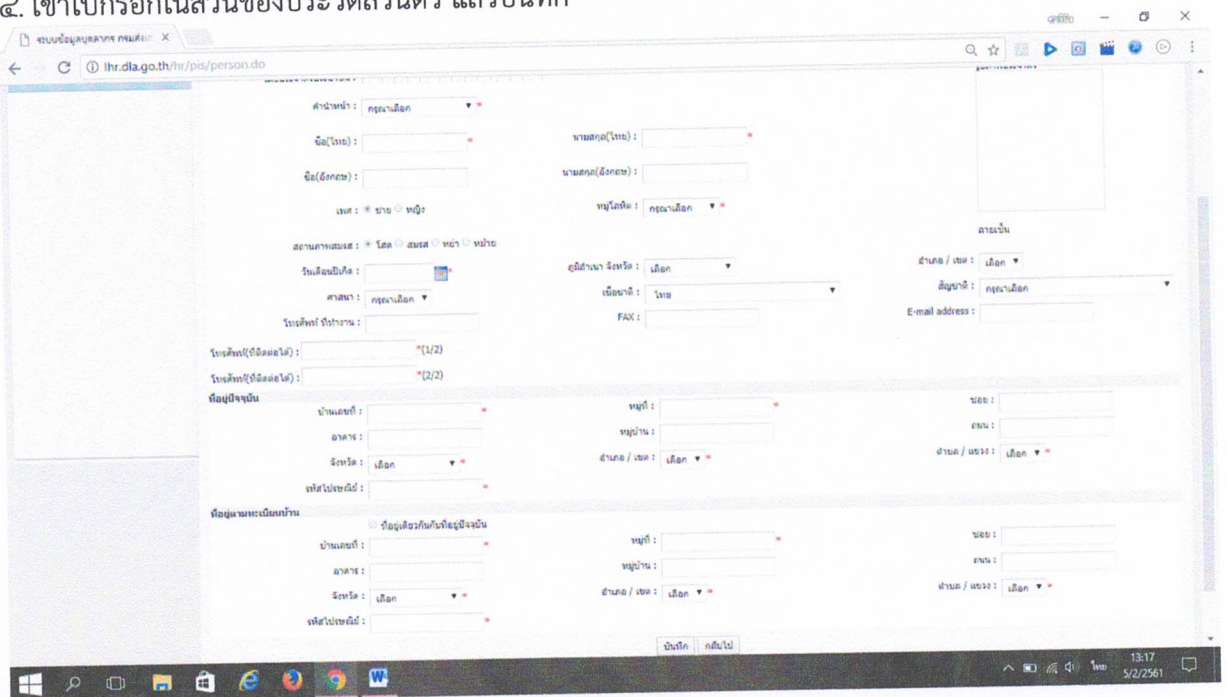 ๔. เข้าไปกรอกในส่วนของประวัติส่วนตัว แล้วบันทึก
ระบบข้อมูลบุคลากร กรมส่งเ
lhr.dla.go.th/hr/pis/person.do
คำนำหน้า : กรุณาเลือก *
ชื่อ(ไทย) : * นามสกุล(ไทย) : *
ชื่อ(อังกฤษ) : นามสกุล(อังกฤษ) :
เพศ : ชาย หญิง หมู่โลหิต : กรุณาเลือก *
ลายเซ็น
สถานภาพสมรส : โสด สมรส หย่า หม้าย
วันเดือนปีเกิด : * ภูมิลำเนา จังหวัด : เลือก อำเภอ / เขต : เลือก
ศาสนา : กรุณาเลือก เชื้อชาติ : ไทย สัญชาติ : กรุณาเลือก
โทรศัพท์ ที่ทำงาน : FAX : E-mail address :
โทรศัพท์(ที่ติดต่อได้) : *(1/2)
โทรศัพท์(ที่ติดต่อได้) : *(2/2)
ที่อยู่ปัจจุบัน
บ้านเลขที่ : * หมู่ที่ : * ซอย :
อาคาร : หมู่บ้าน : ถนน :
จังหวัด : เลือก * อำเภอ / เขต : เลือก * ตำบล / แขวง : เลือก *
รหัสไปรษณีย์ : *
ที่อยู่ตามทะเบียนบ้าน
ที่อยู่เดียวกันกับที่อยู่ปัจจุบัน
บ้านเลขที่ : * หมู่ที่ : * ซอย :
อาคาร : หมู่บ้าน : ถนน :
จังหวัด : เลือก * อำเภอ / เขต : เลือก * ตำบล / แขวง : เลือก *
รหัสไปรษณีย์ : *
บันทึก กลับไป
ไทย 13:17
5/2/2561